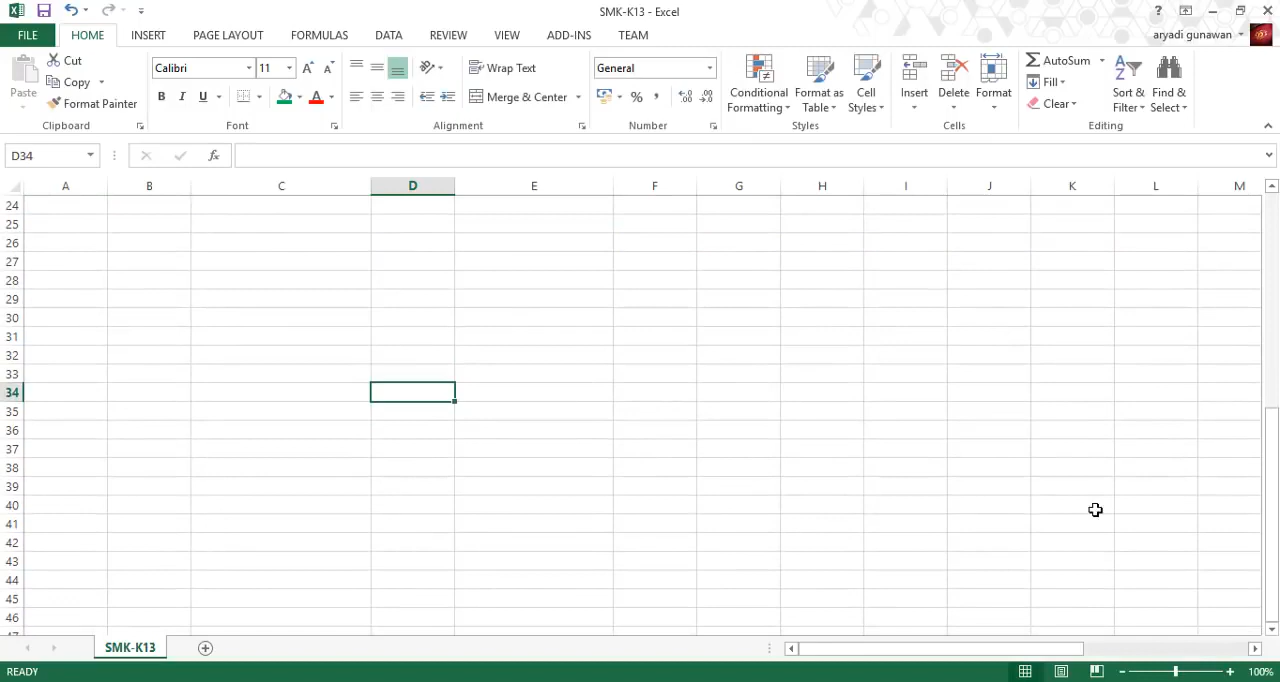 SMK-K13 - Excel
?
FILE HOME INSERT PAGE LAYOUT FORMULAS DATA REVIEW VIEW ADD-INS TEAM aryadi gunawan
Paste
Cut
Copy
Format Painter
Clipboard
Calibri 11
A A
B I U A
Font
Wrap Text
Merge & Center
Alignment
General
%
Number
Conditional Formatting
Format as Table
Cell Styles
Styles
Insert Delete Format
Cells
AutoSum
Fill
Clear
Sort & Filter
Find & Select
Editing
D34
fx
A B C D E F G H I J K L M
24
25
26
27
28
29
30
31
32
33
34
35
36
37
38
39
40
41
42
43
44
45
46
SMK-K13
READY 100%